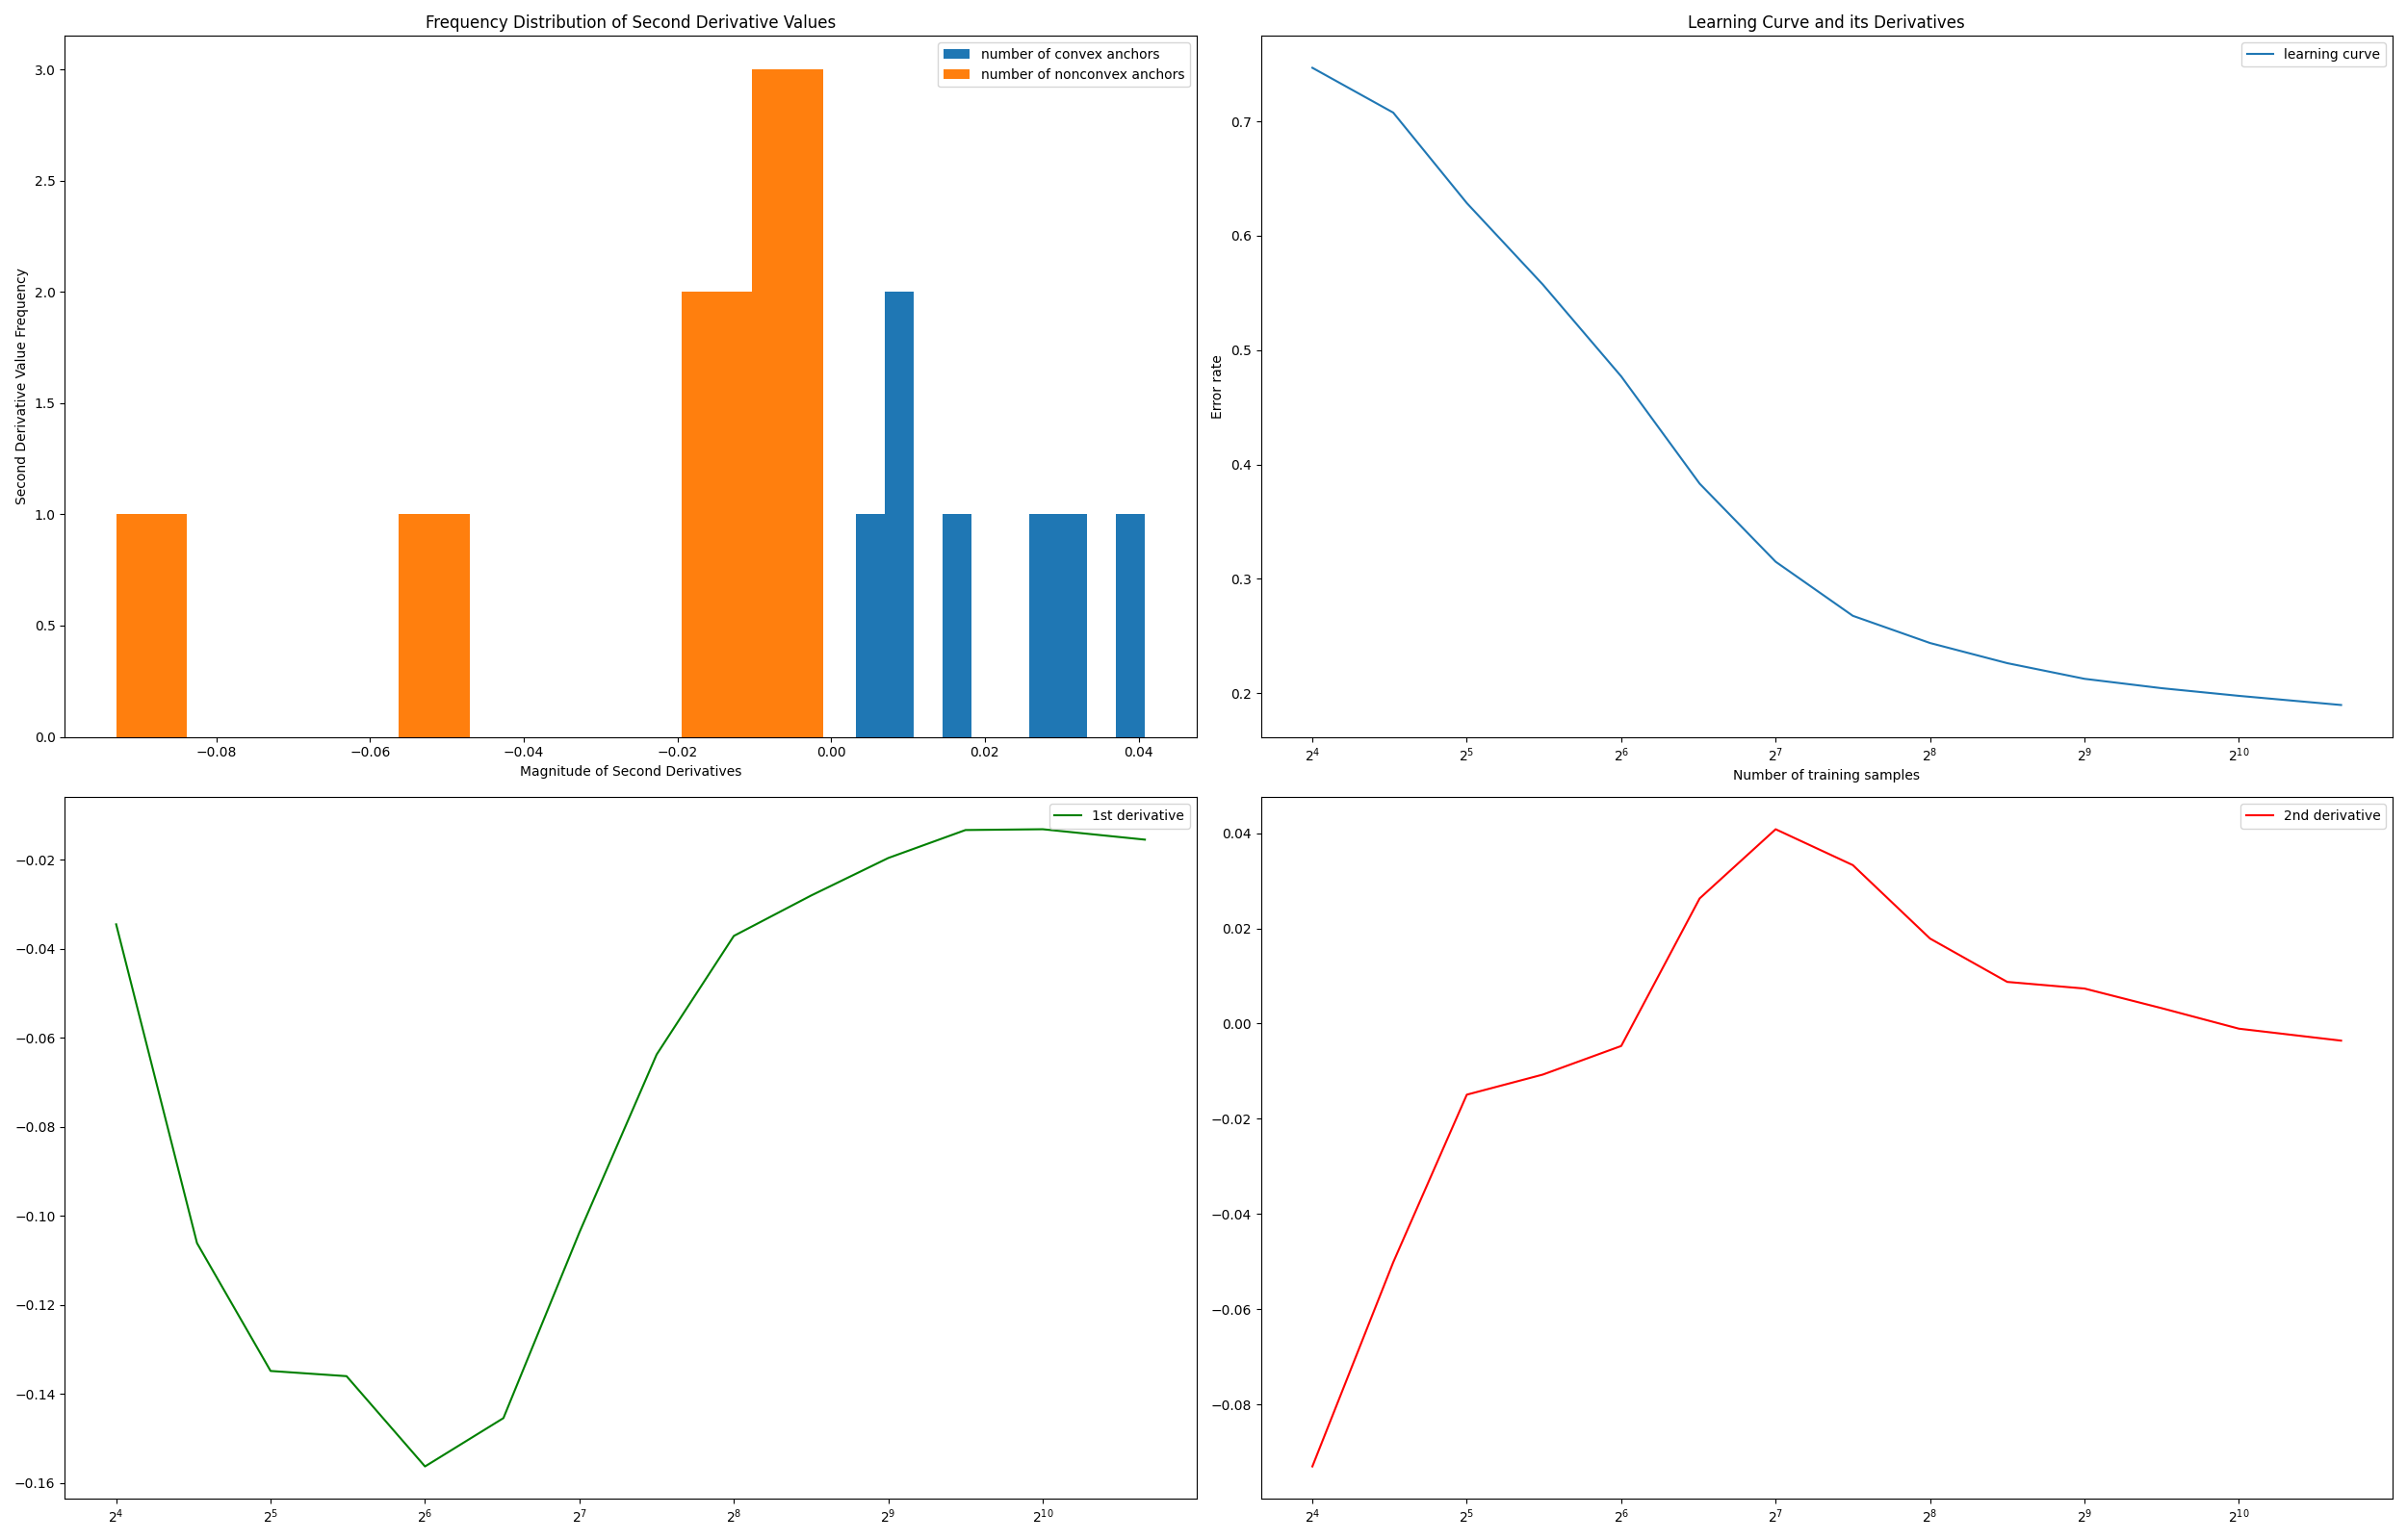 Frequency Distribution of Second Derivative Values
number of convex anchors
number of nonconvex anchors
Second Derivative Value Frequency
3.0
2.5
2.0
1.5
1.0
0.5
0.0
−0.08 −0.06 −0.04 −0.02 0.00 0.02 0.04
Magnitude of Second Derivatives
Learning Curve and its Derivatives
learning curve
Error rate
0.7
0.6
0.5
0.4
0.3
0.2
2⁴ 2⁵ 2⁶ 2⁷ 2⁸ 2⁹ 2¹⁰
Number of training samples
1st derivative
−0.02
−0.04
−0.06
−0.08
−0.10
−0.12
−0.14
−0.16
2⁴ 2⁵ 2⁶ 2⁷ 2⁸ 2⁹ 2¹⁰
2nd derivative
0.04
0.02
0.00
−0.02
−0.04
−0.06
−0.08
2⁴ 2⁵ 2⁶ 2⁷ 2⁸ 2⁹ 2¹⁰